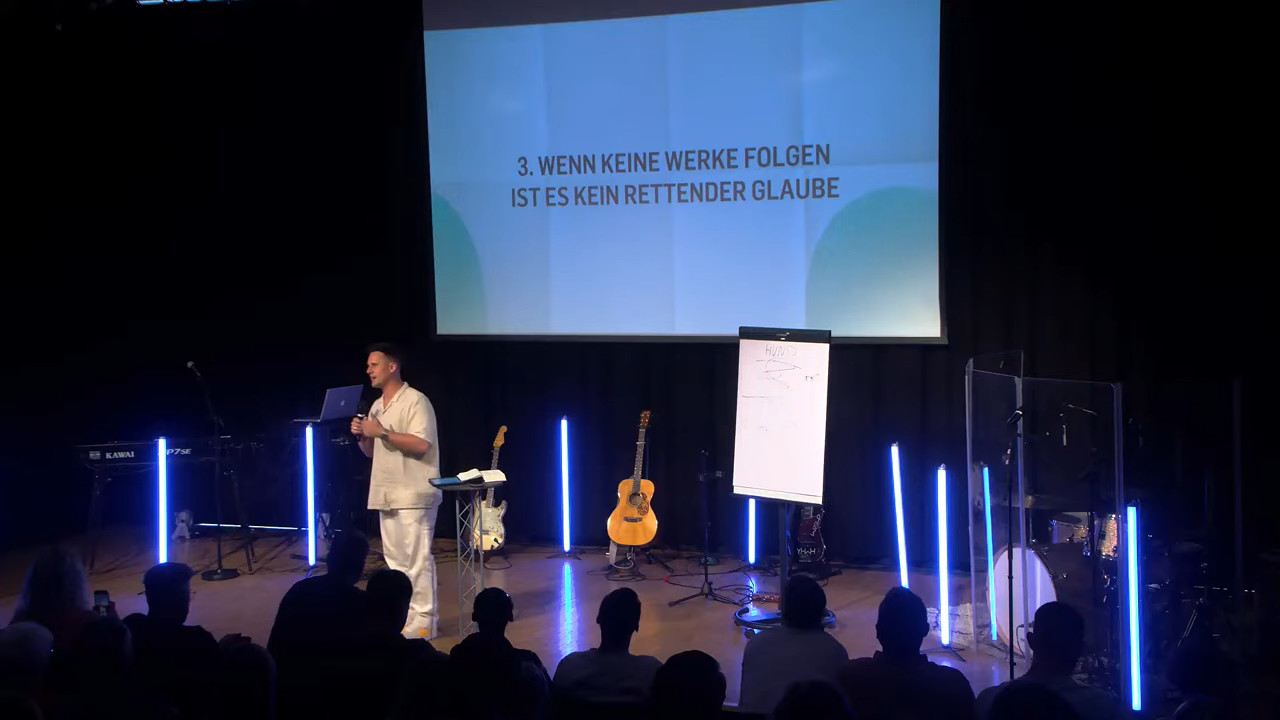 3. WENN KEINE WERKE FOLGEN
IST ES KEIN RETTENDER GLAUBE
KAWAI